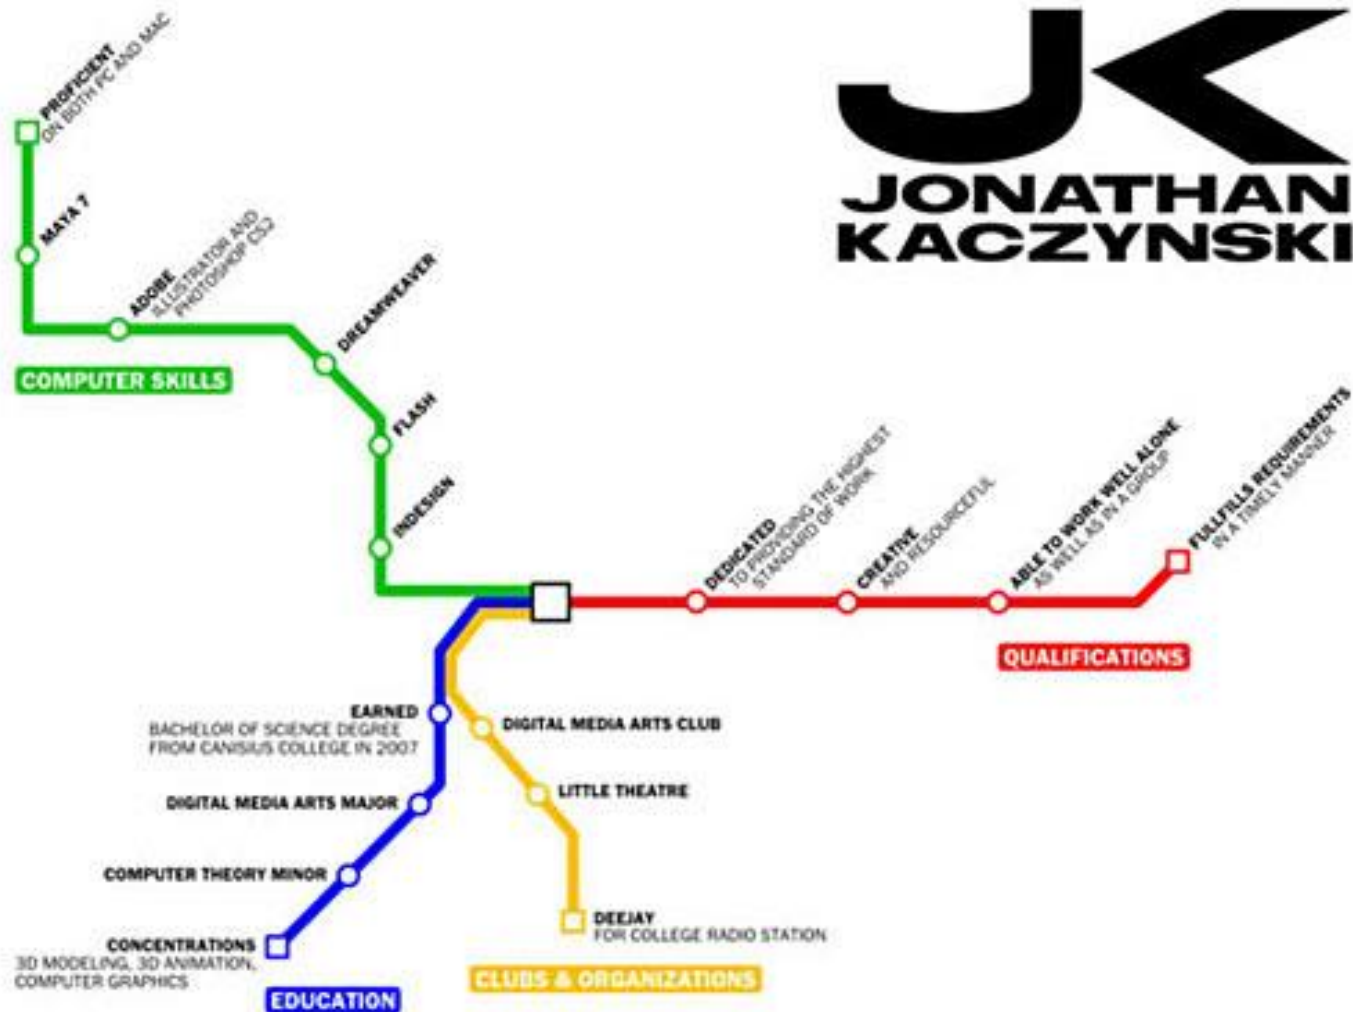 JK
JONATHAN
KACZYNSKI
PROFICIENT
ON BOTH PC AND MAC
MAYA 7
ADOBE
ILLUSTRATOR AND
PHOTOSHOP CS2
DREAMWEAVER
COMPUTER SKILLS
FLASH
INDESIGN
DEDICATED
TO PROVIDING THE HIGHEST
STANDARD OF WORK
CREATIVE
AND RESOURCEFUL
ABLE TO WORK WELL ALONE
AS WELL AS IN A GROUP
FULLFILLS REQUIREMENTS
IN A TIMELY MANNER
QUALIFICATIONS
EARNED
BACHELOR OF SCIENCE DEGREE
FROM CANISIUS COLLEGE IN 2007
DIGITAL MEDIA ARTS MAJOR
COMPUTER THEORY MINOR
CONCENTRATIONS
3D MODELING, 3D ANIMATION,
COMPUTER GRAPHICS
EDUCATION
DIGITAL MEDIA ARTS CLUB
LITTLE THEATRE
DEEJAY
FOR COLLEGE RADIO STATION
CLUBS & ORGANIZATIONS